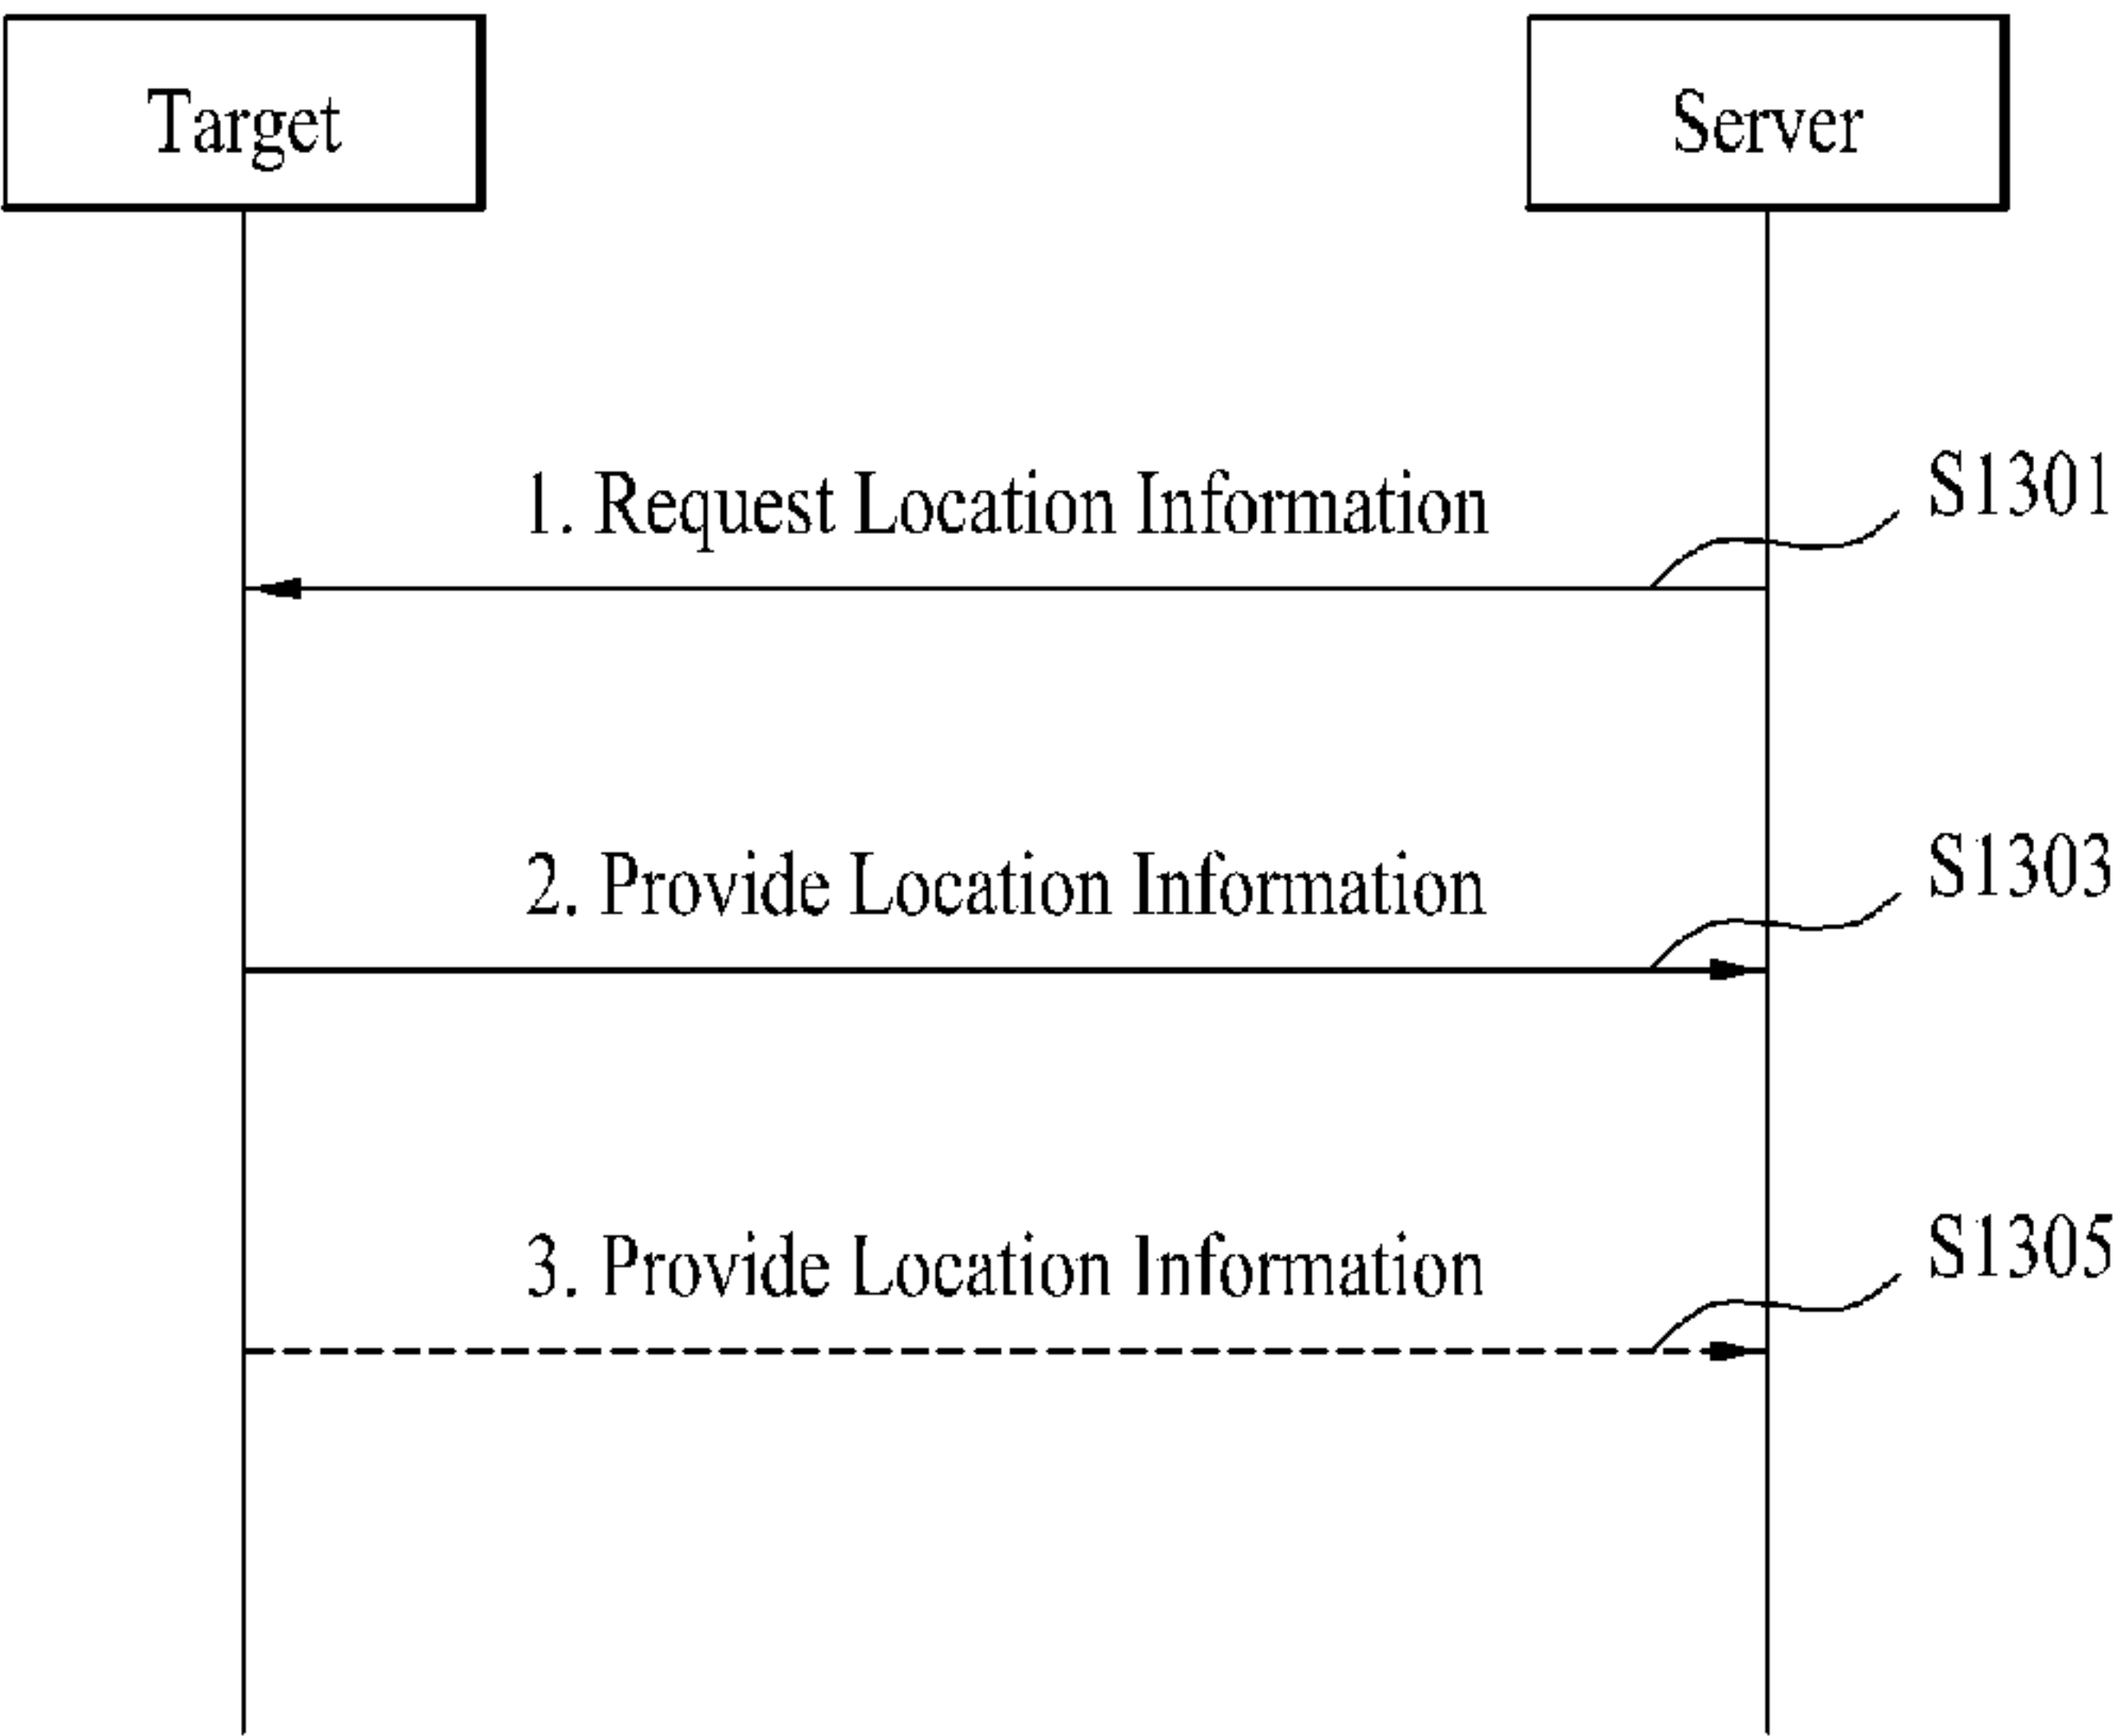 Target
Server
1. Request Location Information
S1301
2. Provide Location Information
S1303
3. Provide Location Information
S1305